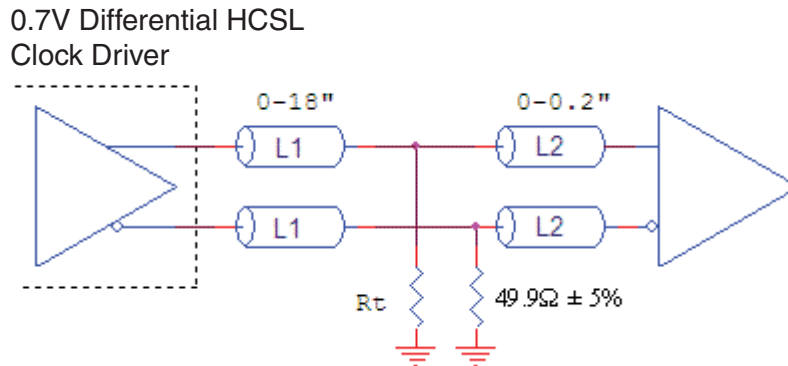 0.7V Differential HCSL
Clock Driver
0-18" 0-0.2"
L1 L2
L1 L2
Rt 49.9Ω ± 5%